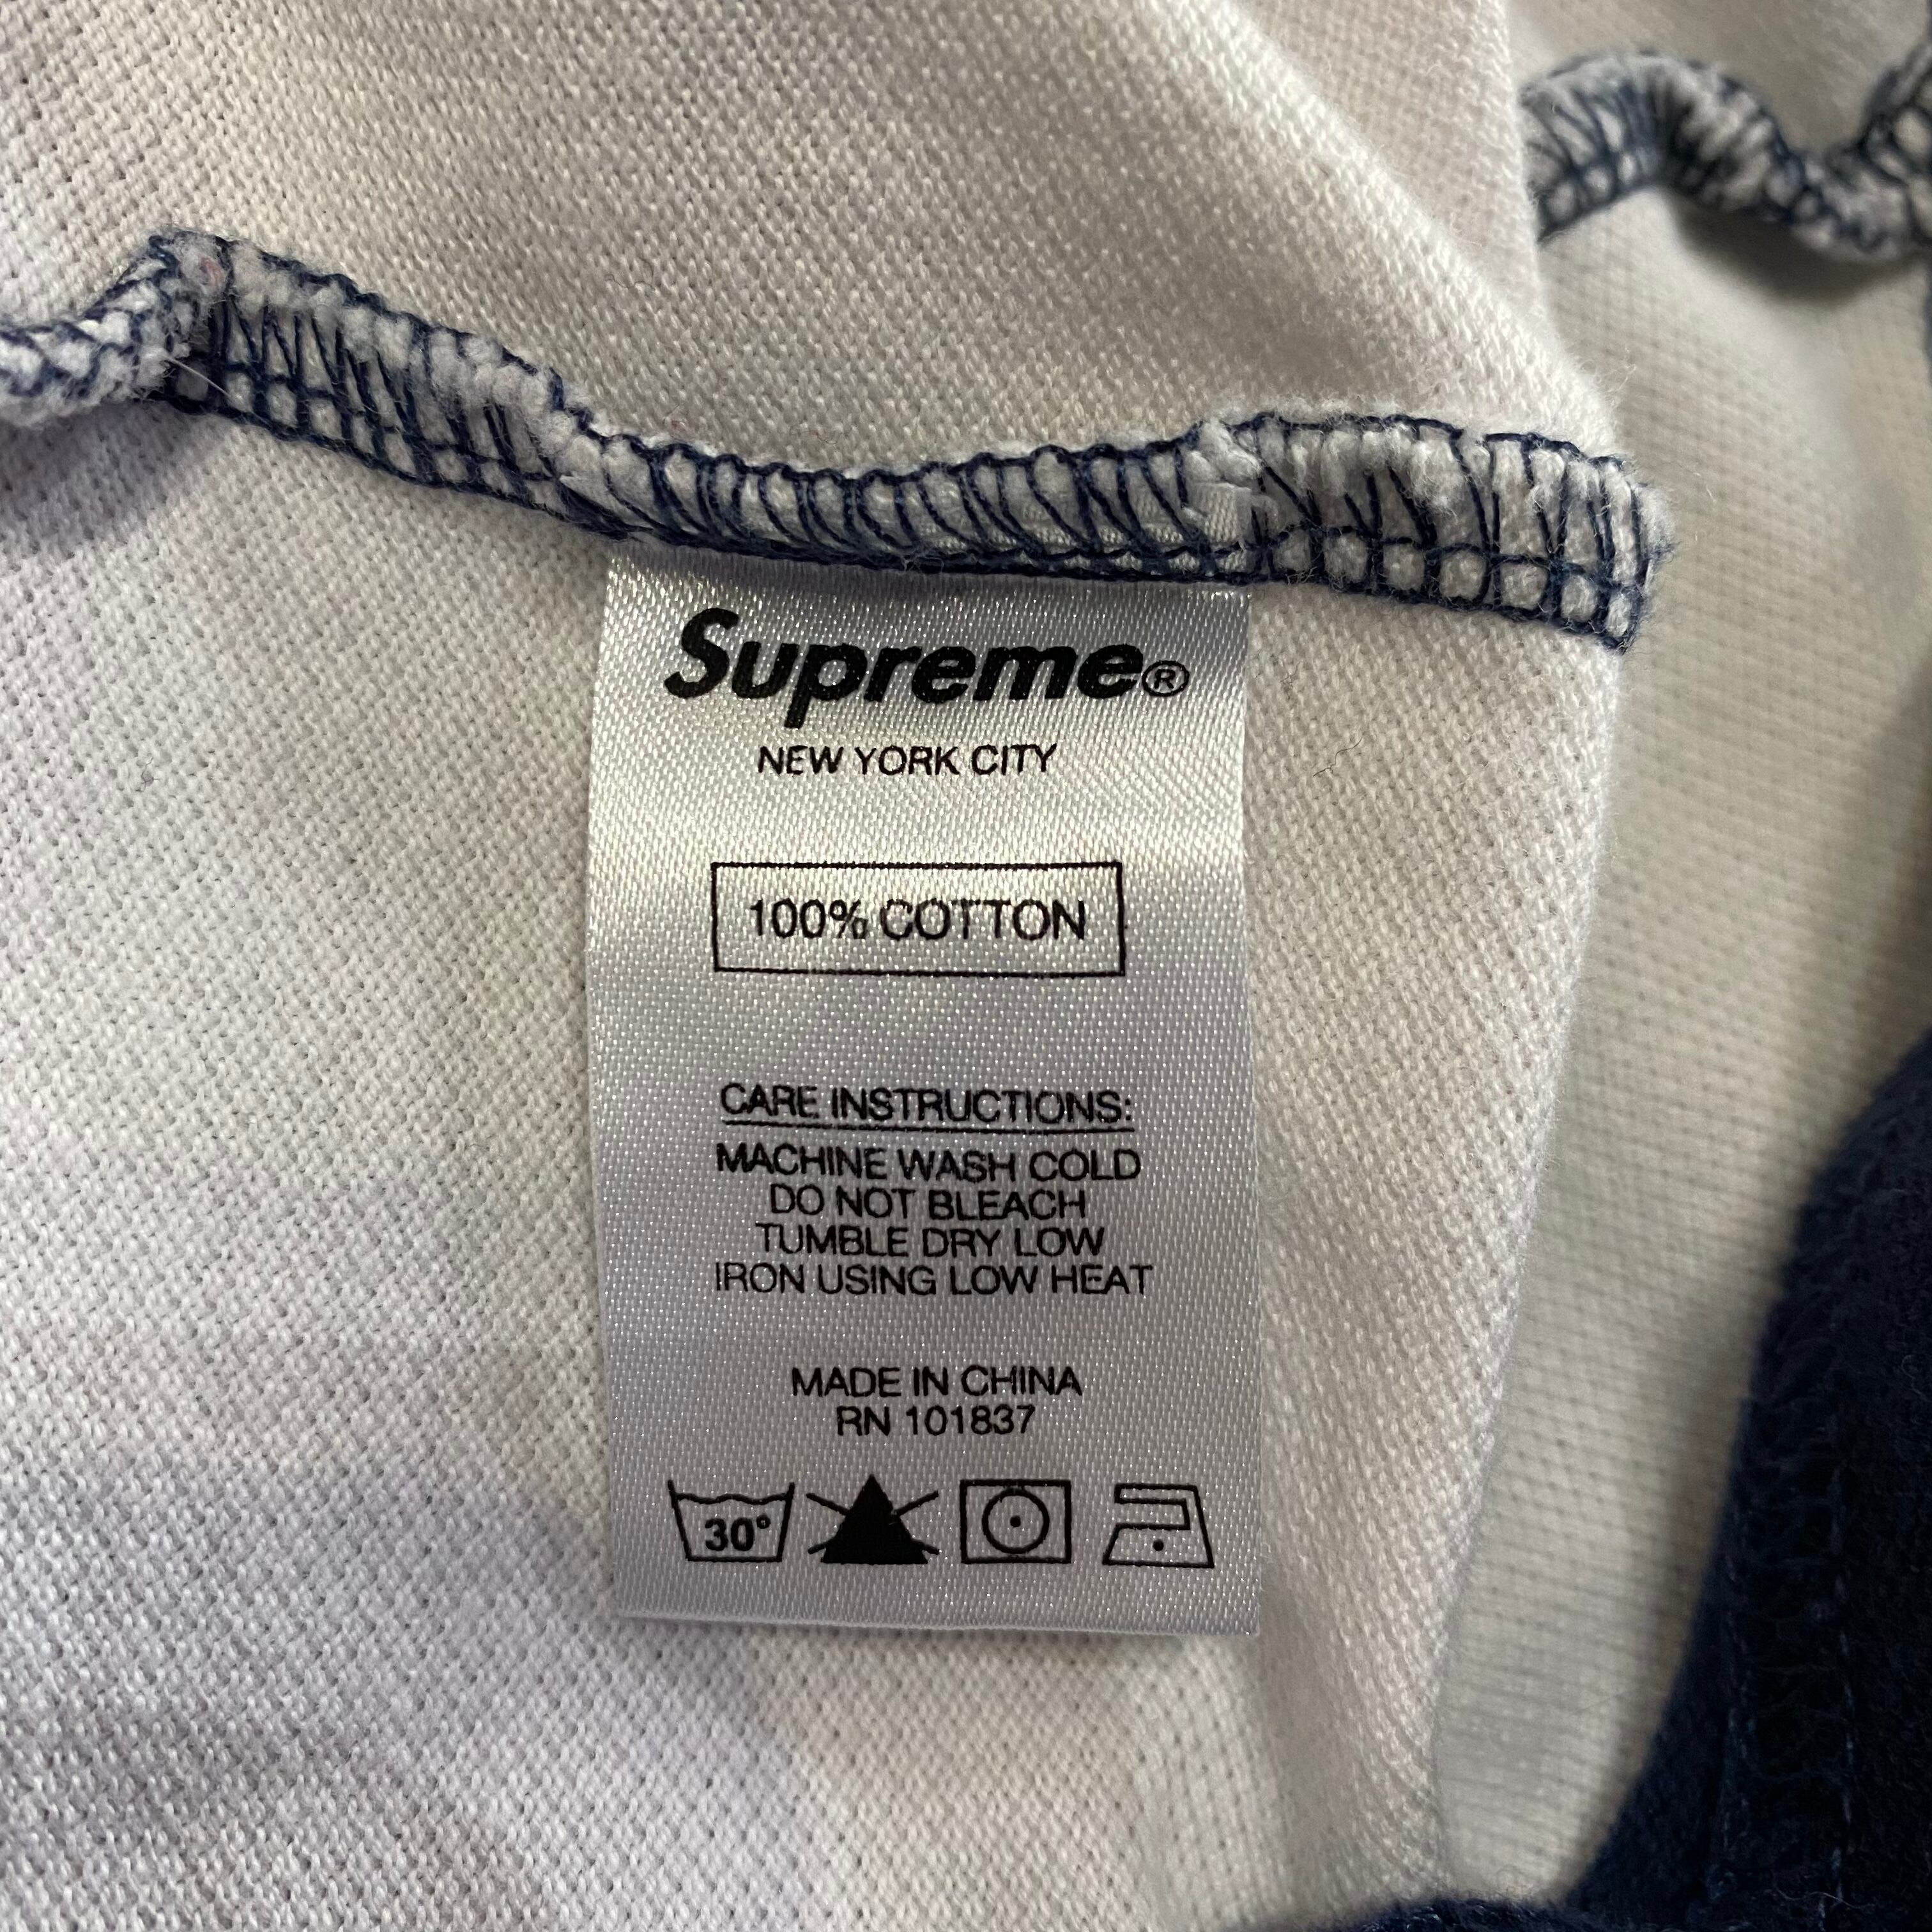 Supreme®
NEW YORK CITY
100% COTTON
CARE INSTRUCTIONS:
MACHINE WASH COLD
DO NOT BLEACH
TUMBLE DRY LOW
IRON USING LOW HEAT
MADE IN CHINA
RN 101837
30°